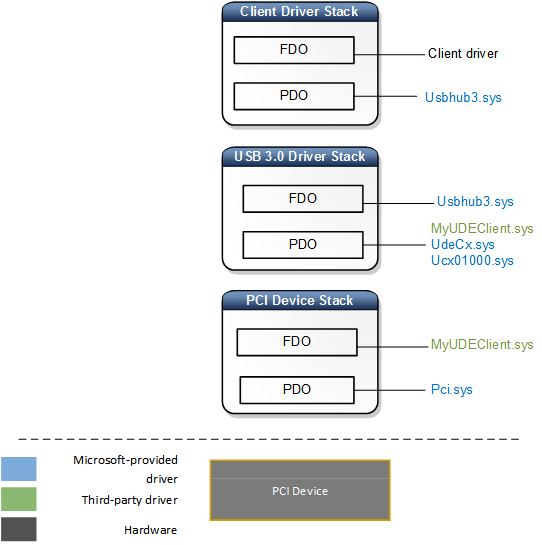 Client Driver Stack
FDO
Client driver
PDO
Usbhub3.sys
USB 3.0 Driver Stack
FDO
Usbhub3.sys
MyUDEClient.sys
PDO
UdeCx.sys
Ucx01000.sys
PCI Device Stack
FDO
MyUDEClient.sys
PDO
Pci.sys
Microsoft-provided
driver
Third-party driver
Hardware
PCI Device